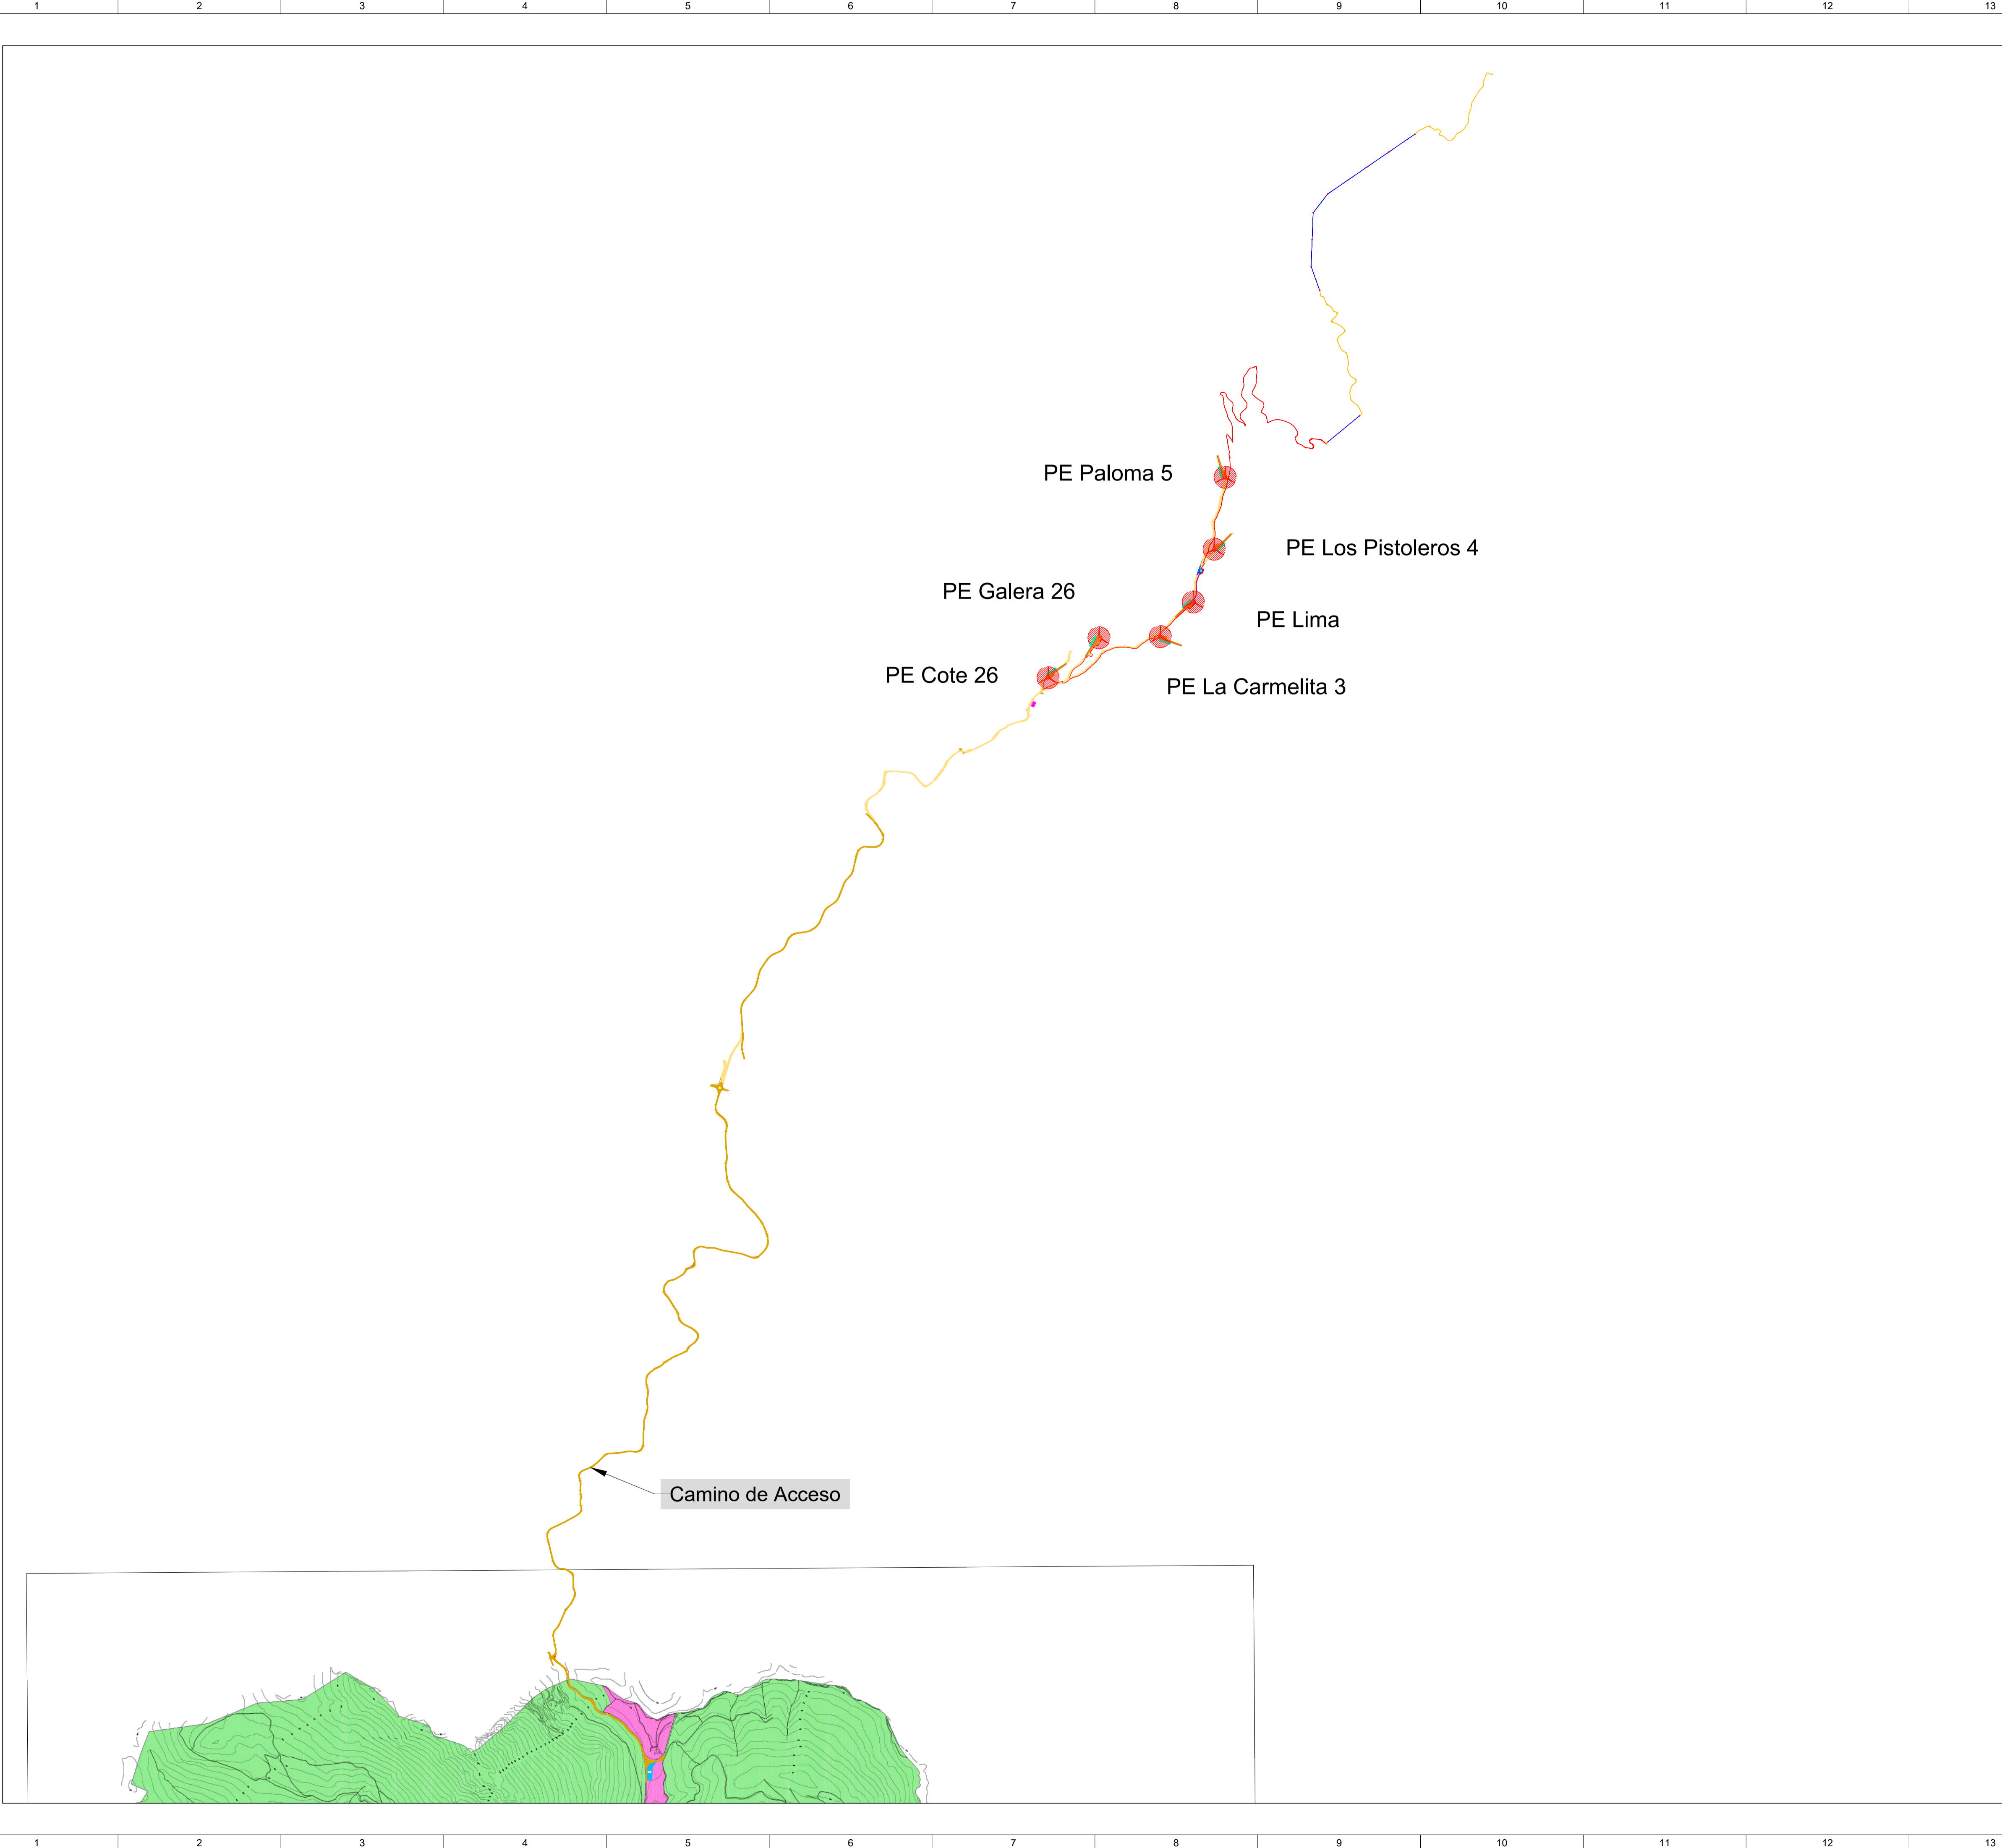 1 2 3 4 5 6 7 8 9 10 11 12 13
PE Paloma 5
PE Los Pistoleros 4
PE Galera 26
PE Lima
PE Cote 26
PE La Carmelita 3
Camino de Acceso
1 2 3 4 5 6 7 8 9 10 11 12 13